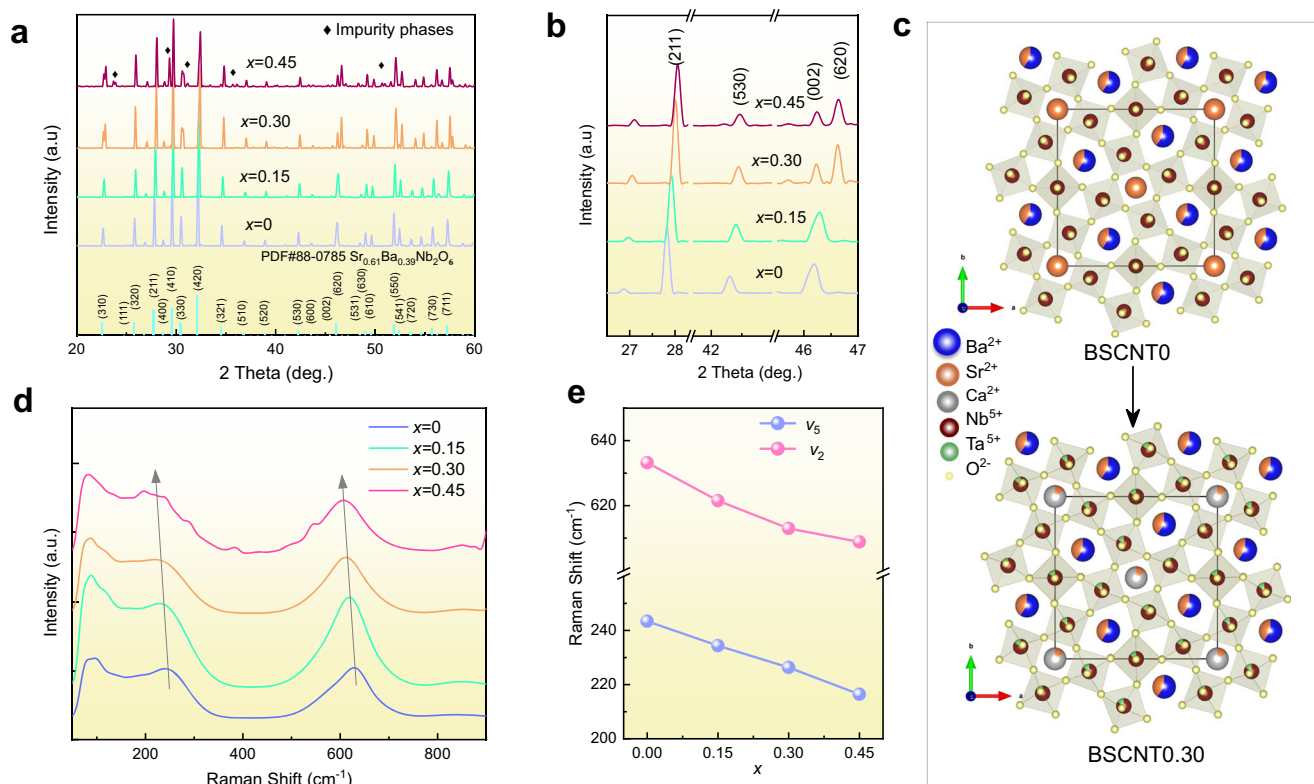 a
Intensity (a.u)
♦ Impurity phases
x=0.45
x=0.30
x=0.15
x=0
PDF#88-0785 Sr0.61Ba0.39Nb2O6
(310)
(111)
(320)
(211)
(400)
(410)
(330)
(420)
(321)
(510)
(520)
(530)
(600)
(002)
(620)
(531)
(630)
(610)
(550)
(541)
(720)
(730)
(711)
20 30 40 50 60
2 Theta (deg.)
b
Intensity (a.u)
(211)
(530)
(002)
(620)
x=0.45
x=0.30
x=0.15
x=0
27 28 42 46 47
2 Theta (deg.)
c
b
a
BSCNT0
Ba2+
Sr2+
Ca2+
Nb5+
Ta5+
O2-
b
a
BSCNT0.30
d
Intensity (a.u.)
x=0
x=0.15
x=0.30
x=0.45
200 400 600 800
Raman Shift (cm-1)
e
Raman Shift (cm-1)
v5
v2
640
620
240
220
200
0.00 0.15 0.30 0.45
x